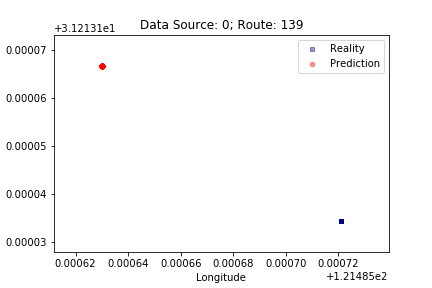 Data Source: 0; Route: 139
+3.12131e1
0.00007
0.00006
0.00005
0.00004
0.00003
Reality
Prediction
0.00062 0.00064 0.00066 0.00068 0.00070 0.00072
Longitude
+1.21485e2